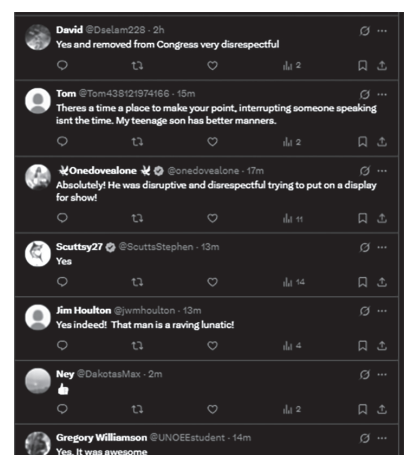 David @Dselam228 · 2h
Yes and removed from Congress very disrespectful
2
Tom @Tom438121974166 · 15m
Theres a time a place to make your point, interrupting someone speaking
isnt the time. My teenage son has better manners.
2
🕊Onedovealone 🕊 @onedovealone · 17m
Absolutely! He was disruptive and disrespectful trying to put on a display
for show!
11
Scuttsy27 @ScuttsStephen · 13m
Yes
14
Jim Houlton @jwmhoulton · 13m
Yes indeed! That man is a raving lunatic!
4
Ney @DakotasMax · 2m
👍
2
Gregory Williamson @UNOEEstudent · 14m
Yes. It was awesome